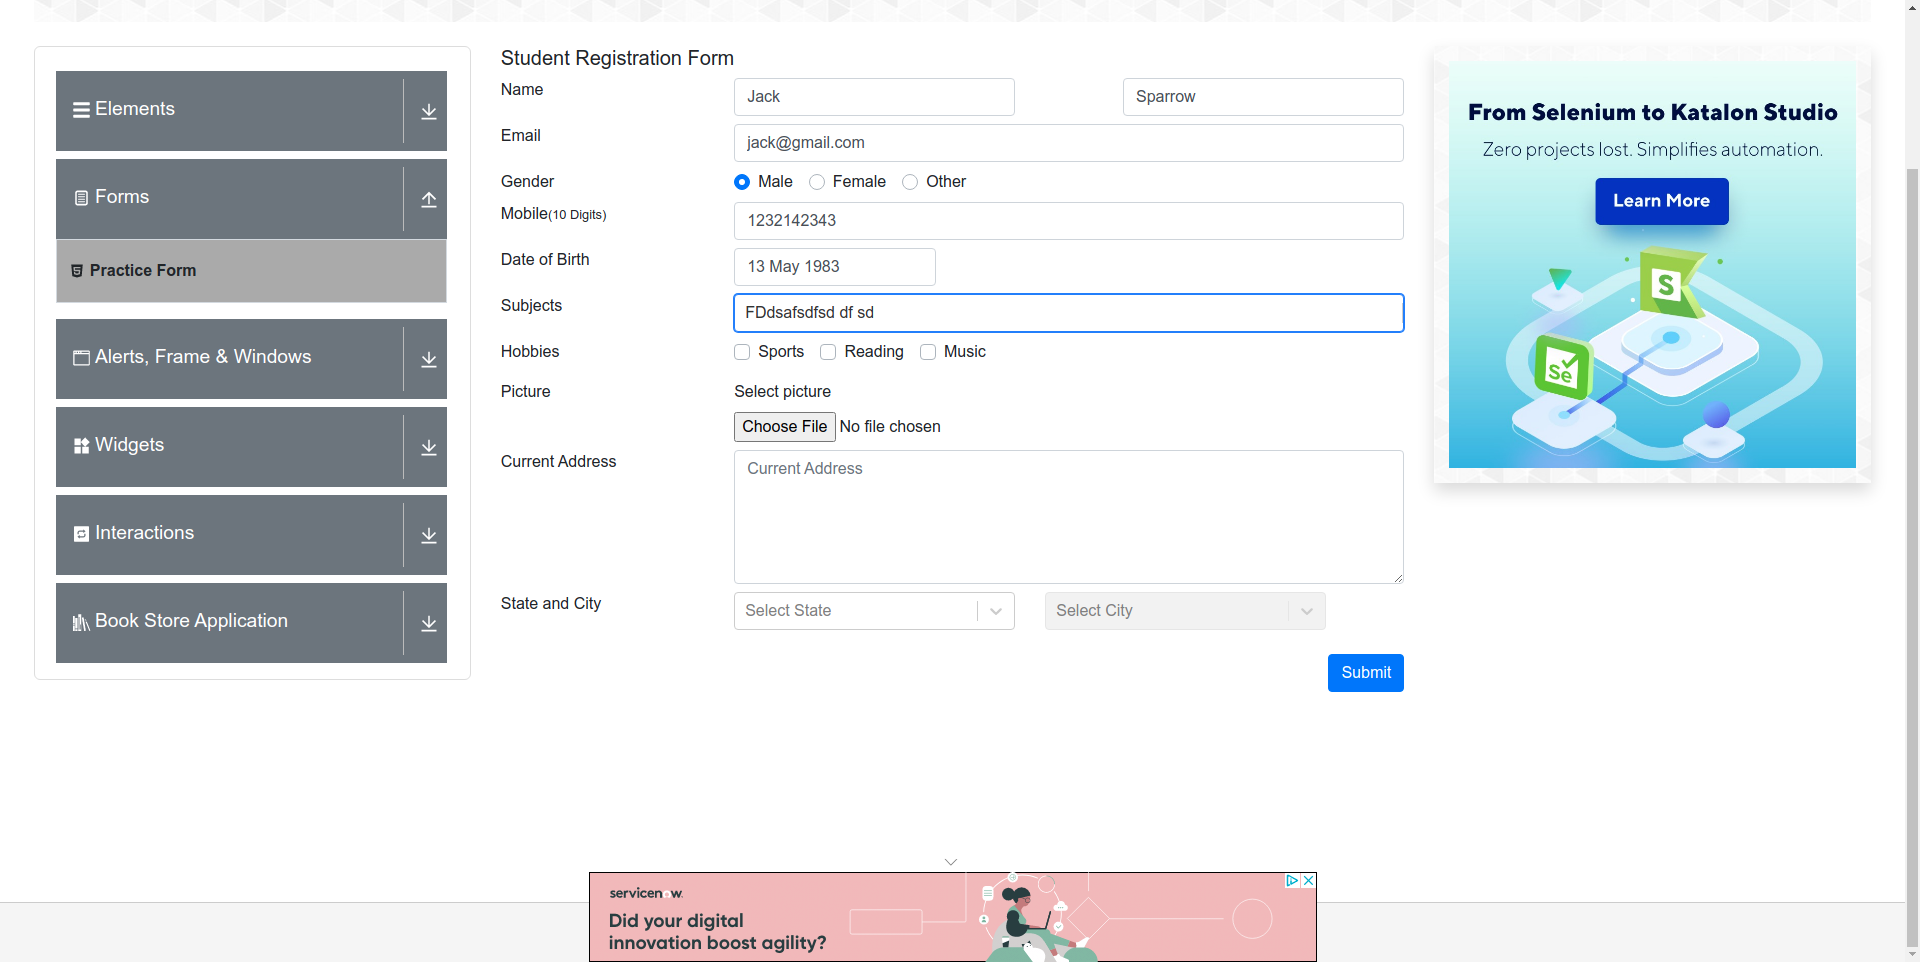 Elements
Forms
Practice Form
Alerts, Frame & Windows
Widgets
Interactions
Book Store Application
Student Registration Form
Name
Jack
Sparrow
Email
jack@gmail.com
Gender
Male
Female
Other
Mobile(10 Digits)
1232142343
Date of Birth
13 May 1983
Subjects
FDdsafsdfsd df sd
Hobbies
Sports
Reading
Music
Picture
Select picture
Choose File No file chosen
Current Address
Current Address
State and City
Select State
Select City
Submit
From Selenium to Katalon Studio
Zero projects lost. Simplifies automation.
Learn More
S
Se
servicenow.
Did your digital
innovation boost agility?